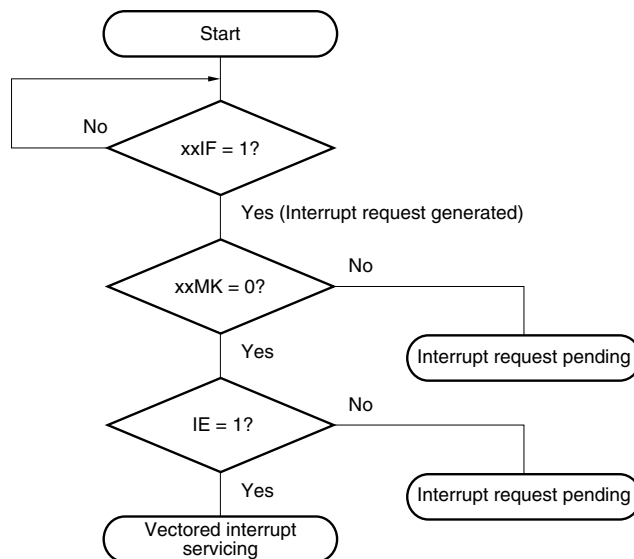 Start
No
xxIF = 1?
Yes (Interrupt request generated)
No
xxMK = 0?
Interrupt request pending
Yes
No
IE = 1?
Interrupt request pending
Yes
Vectored interrupt
servicing